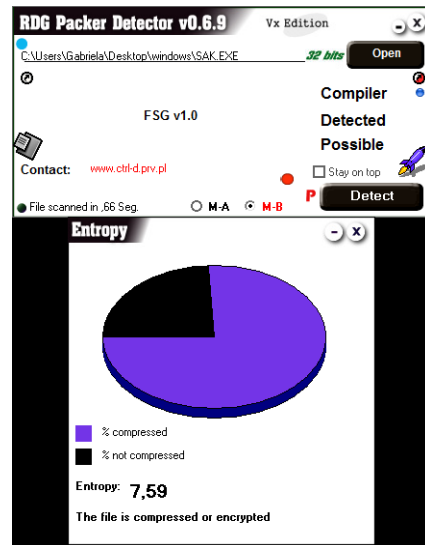 RDG Packer Detector v0.6.9 Vx Edition - X
C:\Users\Gabriela\Desktop\windows\SAK.EXE 32 bits Open
Compiler
FSG v1.0 Detected
Possible
Contact: www.ctrl-d.prv.pl Stay on top
P Detect
File scanned in ,66 Seg. M-A M-B
Entropy - X
% compressed
% not compressed
Entropy: 7,59
The file is compressed or encrypted